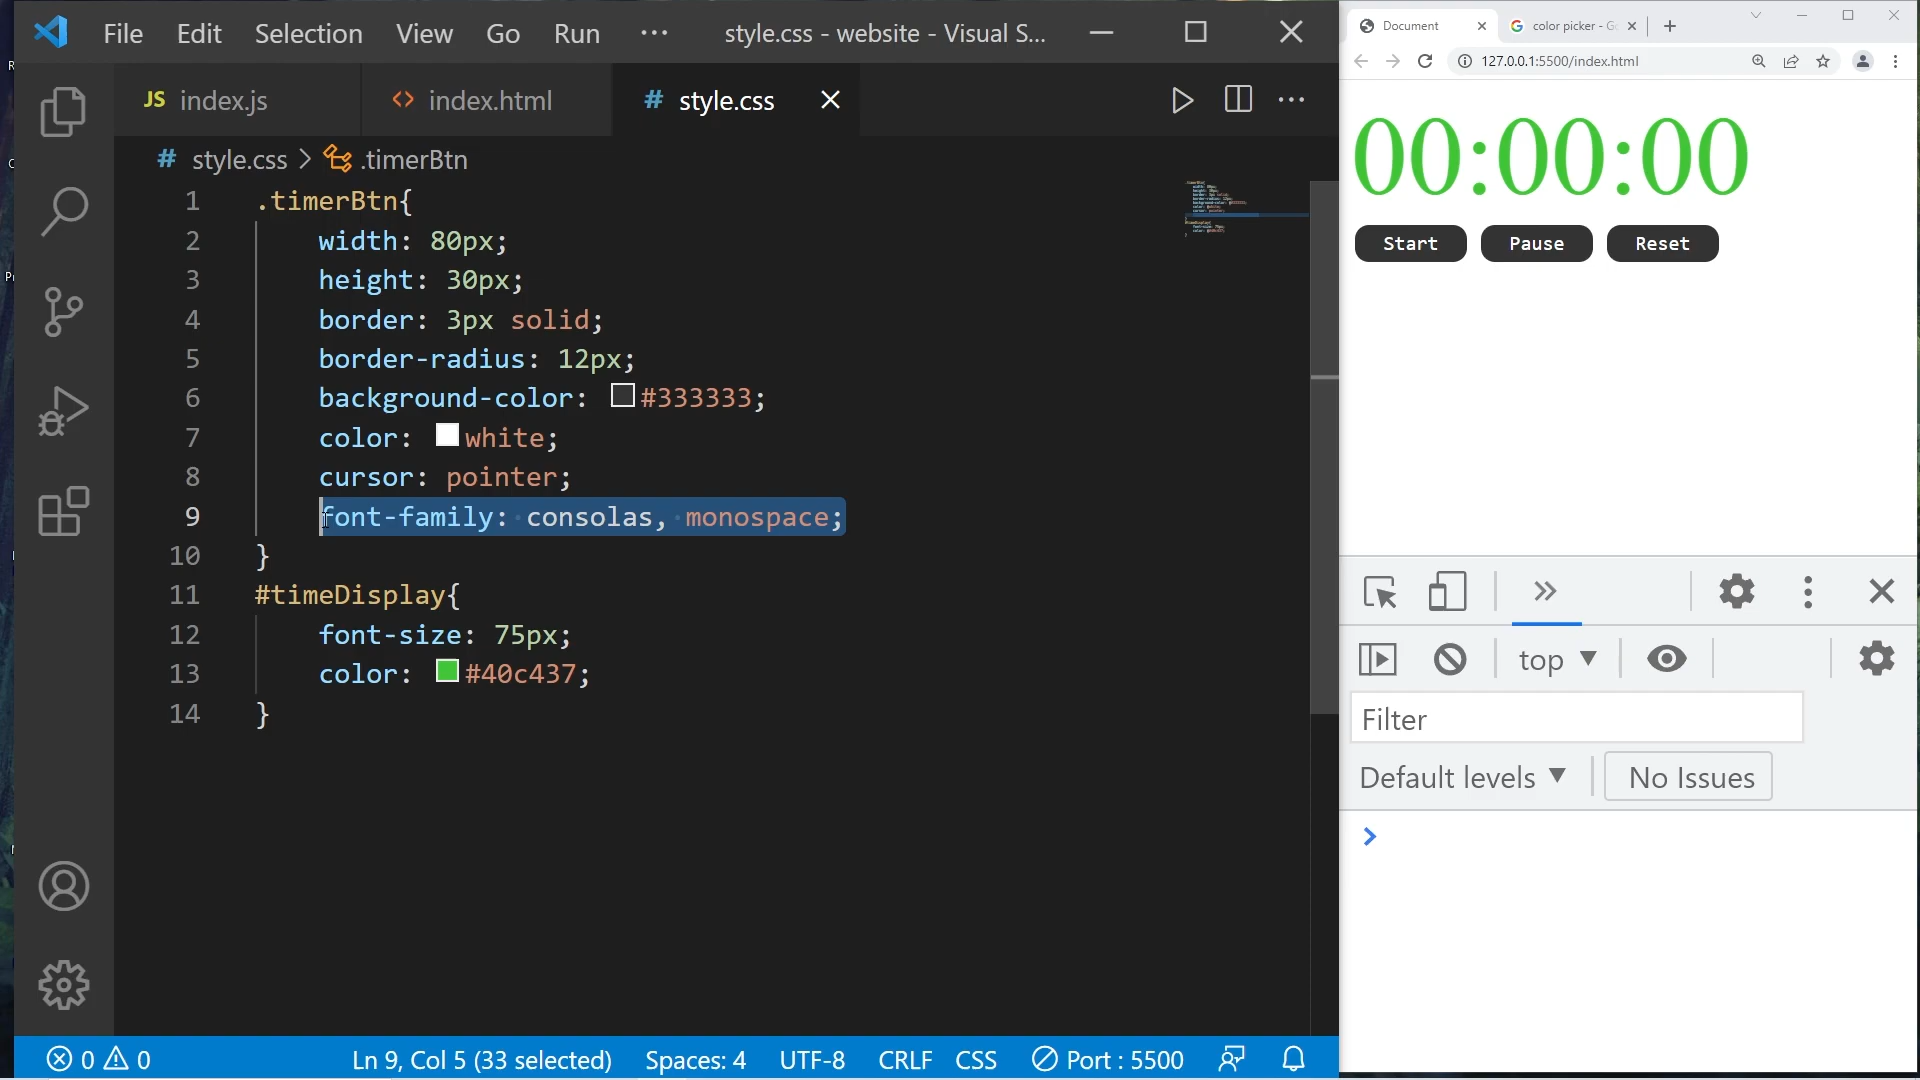 File Edit Selection View Go Run ··· style.css - website - Visual S...
JS index.js <> index.html # style.css
# style.css > .timerBtn
1 .timerBtn{
2 width: 80px;
3 height: 30px;
4 border: 3px solid;
5 border-radius: 12px;
6 background-color: #333333;
7 color: white;
8 cursor: pointer;
9 font-family: consolas, monospace;
10 }
11 #timeDisplay{
12 font-size: 75px;
13 color: #40c437;
14 }
0 0 Ln 9, Col 5 (33 selected) Spaces: 4 UTF-8 CRLF CSS Port : 5500
Document color picker - Go
127.0.0.1:5500/index.html
00:00:00
Start Pause Reset
top
Filter
Default levels No Issues